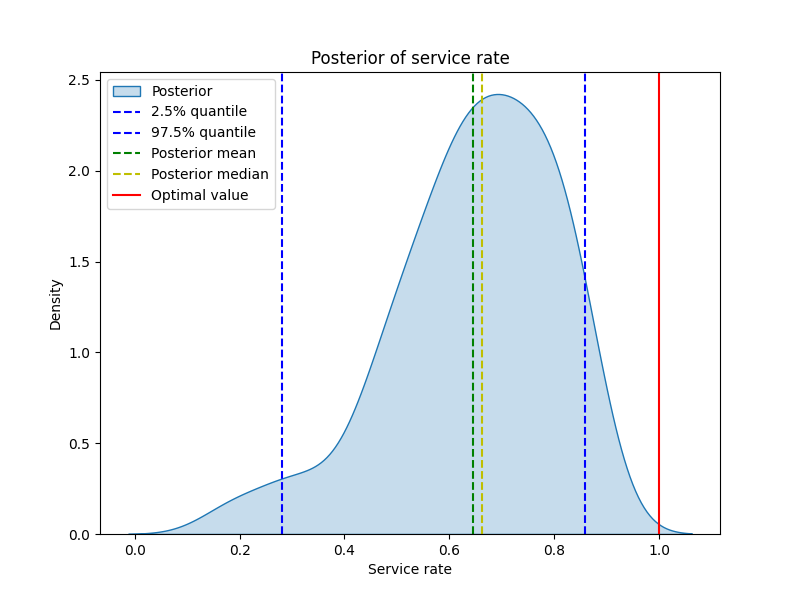 Posterior of service rate
Posterior
2.5% quantile
97.5% quantile
Posterior mean
Posterior median
Optimal value
Density
2.5
2.0
1.5
1.0
0.5
0.0
0.0 0.2 0.4 0.6 0.8 1.0
Service rate